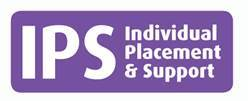 IPS
Individual
Placement
& Support